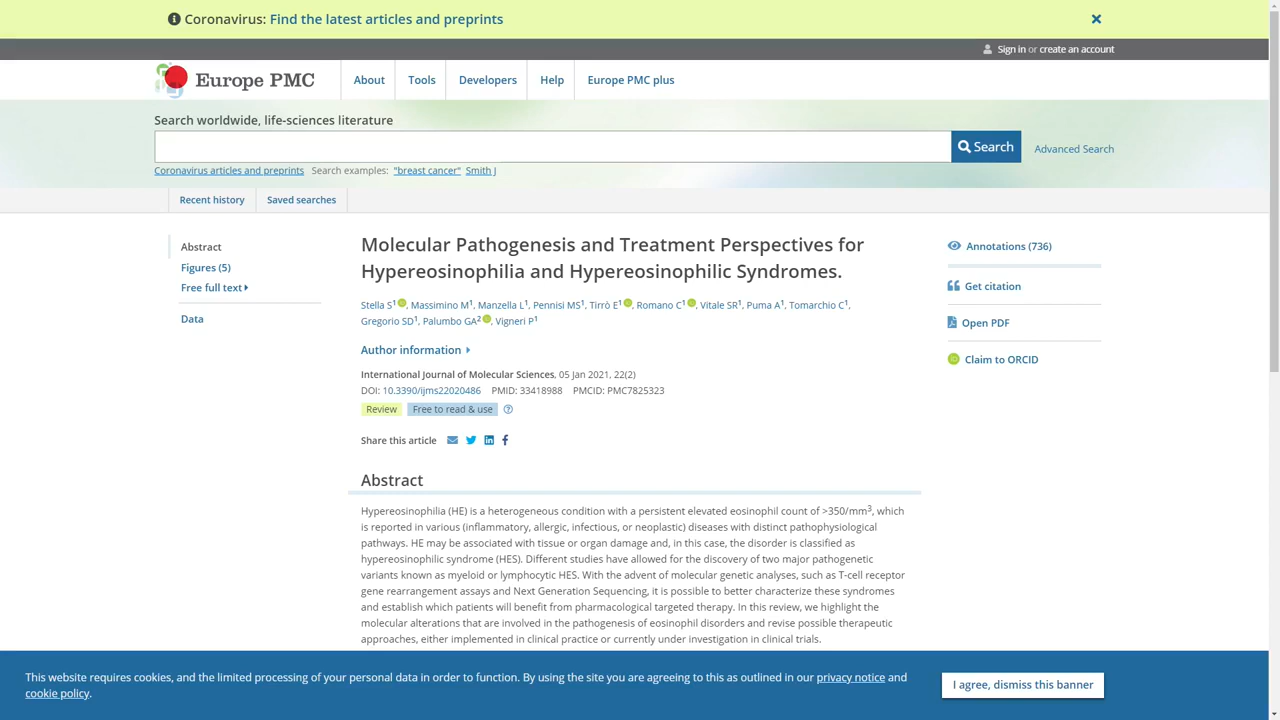 Coronavirus: Find the latest articles and preprints
Sign in or create an account
Europe PMC
About
Tools
Developers
Help
Europe PMC plus
Search worldwide, life-sciences literature
Search
Advanced Search
Coronavirus articles and preprints Search examples: "breast cancer" Smith J
Recent history
Saved searches
Abstract
Figures (5)
Free full text
Data
Molecular Pathogenesis and Treatment Perspectives for
Hypereosinophilia and Hypereosinophilic Syndromes.
Stella S1, Massimino M1, Manzella L1, Pennisi MS1, Tirrò E1, Romano C1, Vitale SR1, Puma A1, Tomarchio C1,
Gregorio SD1, Palumbo GA2, Vigneri P1
Author information
International Journal of Molecular Sciences, 05 Jan 2021, 22(2)
DOI: 10.3390/ijms22020486 PMID: 33418988 PMCID: PMC7825323
Review Free to read & use
Share this article
Abstract
Hypereosinophilia (HE) is a heterogeneous condition with a persistent elevated eosinophil count of >350/mm3, which
is reported in various (inflammatory, allergic, infectious, or neoplastic) diseases with distinct pathophysiological
pathways. HE may be associated with tissue or organ damage and, in this case, the disorder is classified as
hypereosinophilic syndrome (HES). Different studies have allowed for the discovery of two major pathogenetic
variants known as myeloid or lymphocytic HES. With the advent of molecular genetic analyses, such as T-cell receptor
gene rearrangement assays and Next Generation Sequencing, it is possible to better characterize these syndromes
and establish which patients will benefit from pharmacological targeted therapy. In this review, we highlight the
molecular alterations that are involved in the pathogenesis of eosinophil disorders and revise possible therapeutic
approaches, either implemented in clinical practice or currently under investigation in clinical trials.
Annotations (736)
Get citation
Open PDF
Claim to ORCID
This website requires cookies, and the limited processing of your personal data in order to function. By using the site you are agreeing to this as outlined in our privacy notice and
cookie policy.
I agree, dismiss this banner